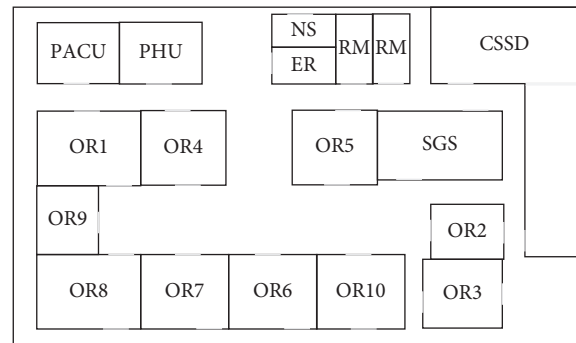 PACU PHU NS RM RM CSSD
ER
OR1 OR4 OR5 SGS
OR9 OR2
OR8 OR7 OR6 OR10 OR3